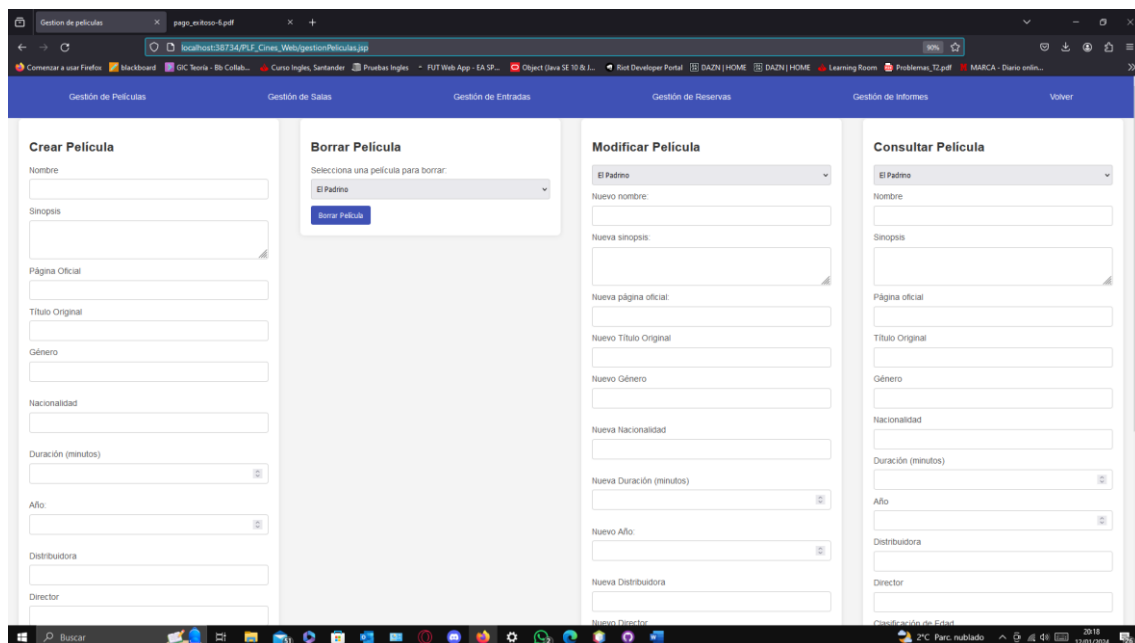 Gestion de peliculas
pago_exitoso-6.pdf
localhost:38734/PLF_Cines_Web/gestionPeliculas.jsp
90%
Comenzar a usar Firefox
blackboard
GIC Teoría - Bb Collab...
Curso Ingles, Santander
Pruebas Ingles
FUT Web App - EA SP...
Object (Java SE 10 & J...
Riot Developer Portal
DAZN | HOME
DAZN | HOME
Learning Room
Problemas_T2.pdf
MARCA - Diario onlin...
Gestión de Películas
Gestión de Salas
Gestión de Entradas
Gestión de Reservas
Gestión de Informes
Volver
Crear Película
Nombre
Sinopsis
Página Oficial
Título Original
Género
Nacionalidad
Duración (minutos)
Año:
Distribuidora
Director
Borrar Película
Selecciona una película para borrar:
El Padrino
Borrar Película
Modificar Película
El Padrino
Nuevo nombre:
Nueva sinopsis:
Nueva página oficial:
Nuevo Título Original
Nuevo Género
Nueva Nacionalidad
Nueva Duración (minutos)
Nuevo Año:
Nueva Distribuidora
Nuevo Director
Consultar Película
El Padrino
Nombre
Sinopsis
Página oficial
Título Original
Género
Nacionalidad
Duración (minutos)
Año
Distribuidora
Director
Clasificación de Edad
Buscar
2°C Parc. nublado
20:18
12/01/2024